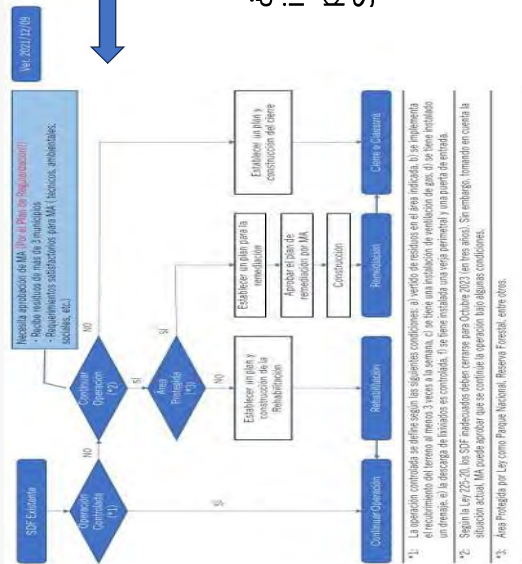 Ver. 2021/12/09
SDF Existente
Operación
Controlada
(*1)
NO
Continuar
Operación
(*2)
NO
Necesita aprobación de MA (Por el Plan de Regularización!!)
- Recibe residuos de mas de 3 municipios
- Requerimientos satisfactorios para MA ( técnicos, ambientales,
sociales, etc.)
SÍ
SÍ
Área
Protegida
(*3)
SÍ
NO
Establecer un plan y
construcción de la
Rehabilitación
Establecer un plan para la
remediación
Aprobar el plan de
remediación por MA
Construcción
Establecer un plan y
construcción del cierre
Continuar Operación
Rehabilitación
Remediación
Cierre o Clausura
*1: La operación controlada se define según las siguientes condiciones: a) vertido de residuos en el área indicada, b) se implementa
el recubrimiento del terreno al menos 3 veces a la semana, c) se tiene una instalación de ventilación de gas, d) se tiene instalado
un drenaje, e) la descarga de lixiviados es controlada, f) se tiene instalada una verja perimetral y una puerta de entrada.
*2: Según la Ley 225-20, los SDF inadecuados deben cerrarse para Octubre 2023 (en tres años). Sin embargo, tomando en cuenta la
situación actual, MA puede aprobar que se continúe la operación bajo algunas condiciones.
*3: Área Protegida por Ley como Parque Nacional, Reserva Forestal, entre otros.